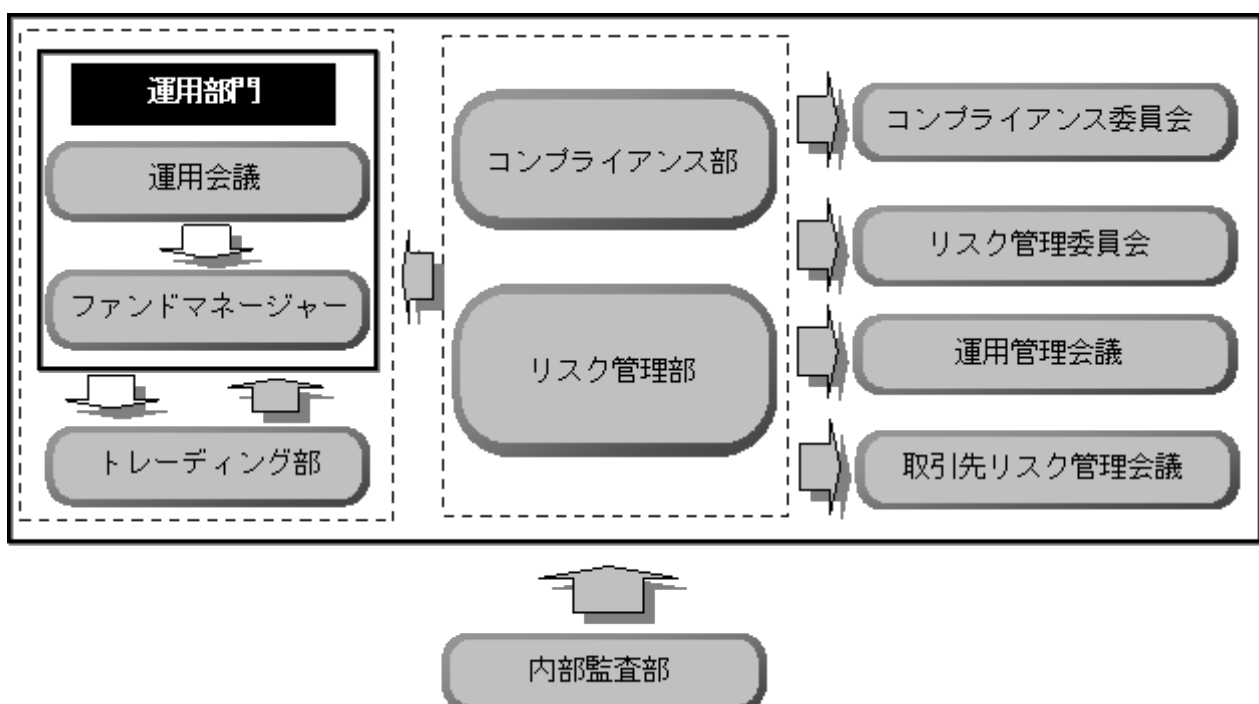 運用部門
運用会議
ファンドマネージャー
トレーディング部
コンプライアンス部
リスク管理部
コンプライアンス委員会
リスク管理委員会
運用管理会議
取引先リスク管理会議
内部監査部